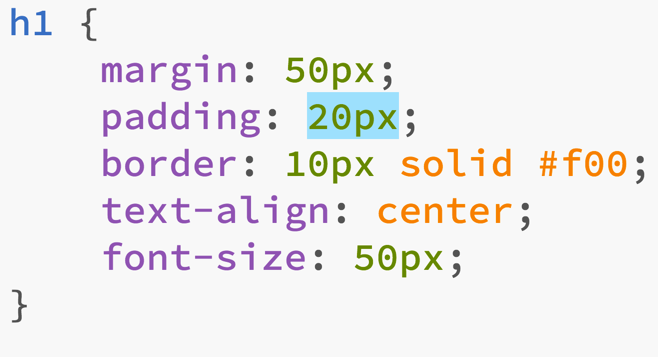 h1 {
margin: 50px;
padding: 20px;
border: 10px solid #f00;
text-align: center;
font-size: 50px;
}